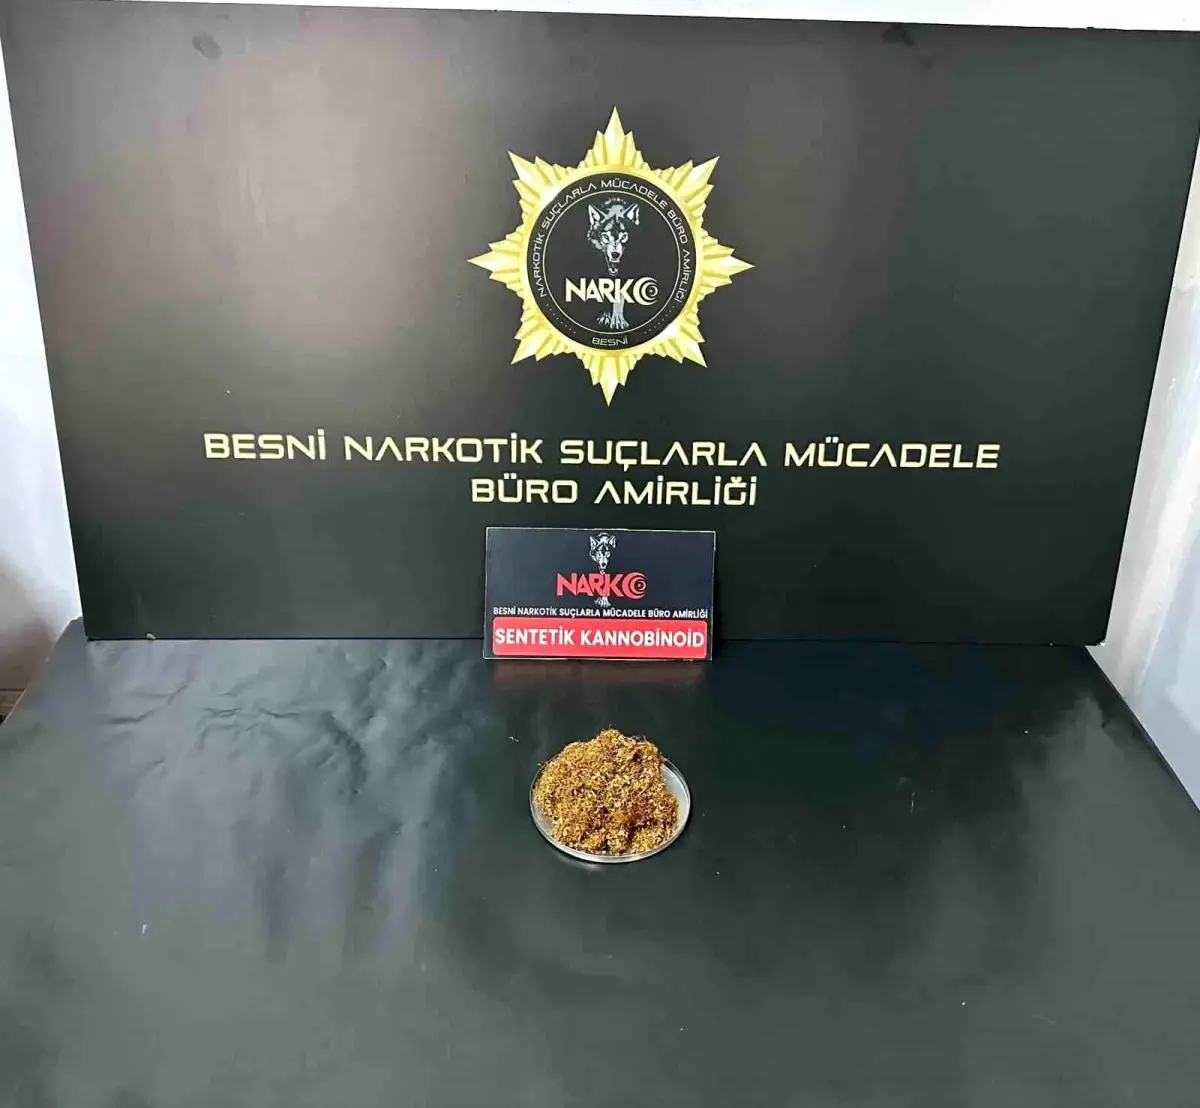 NARKOTİK SUÇLARLA MÜCADELE BÜRO AMİRLİĞİ
NARKO
BESNİ
BESNİ NARKOTİK SUÇLARLA MÜCADELE
BÜRO AMİRLİĞİ
NARKO
BESNİ NARKOTİK SUÇLARLA MÜCADELE BÜRO AMİRLİĞİ
SENTETİK KANNOBİNOİD